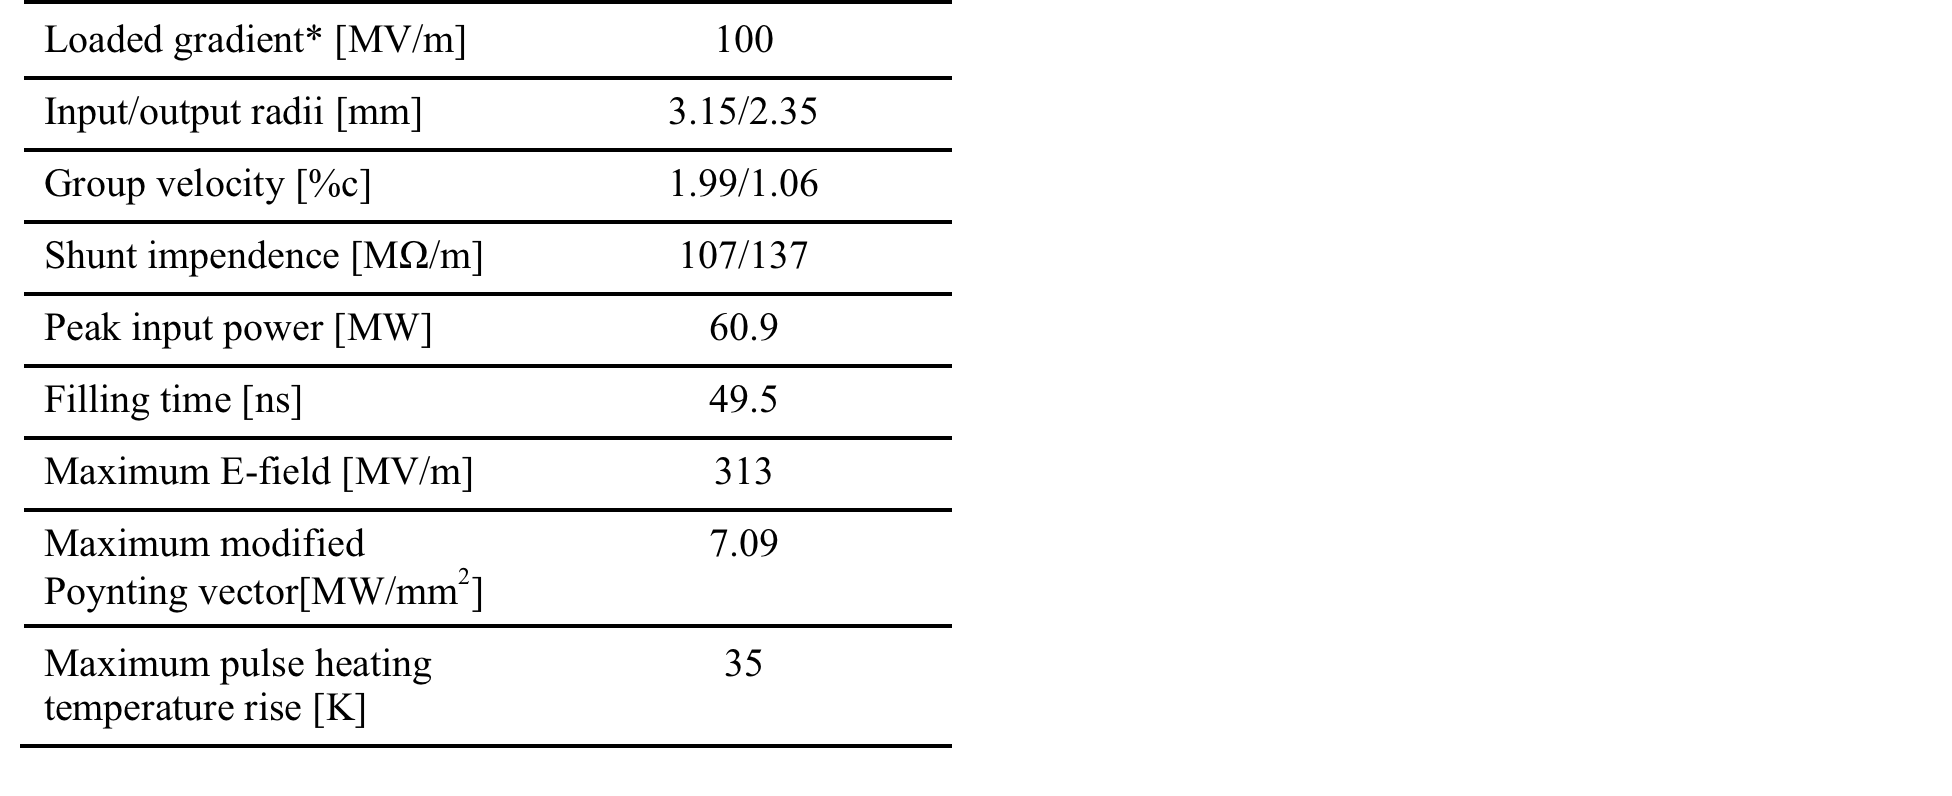 Loaded gradient* [MV/m] 100
Input/output radii [mm] 3.15/2.35
Group velocity [%c] 1.99/1.06
Shunt impendence [MΩ/m] 107/137
Peak input power [MW] 60.9
Filling time [ns] 49.5
Maximum E-field [MV/m] 313
Maximum modified 7.09
Poynting vector[MW/mm²]
Maximum pulse heating 35
temperature rise [K]